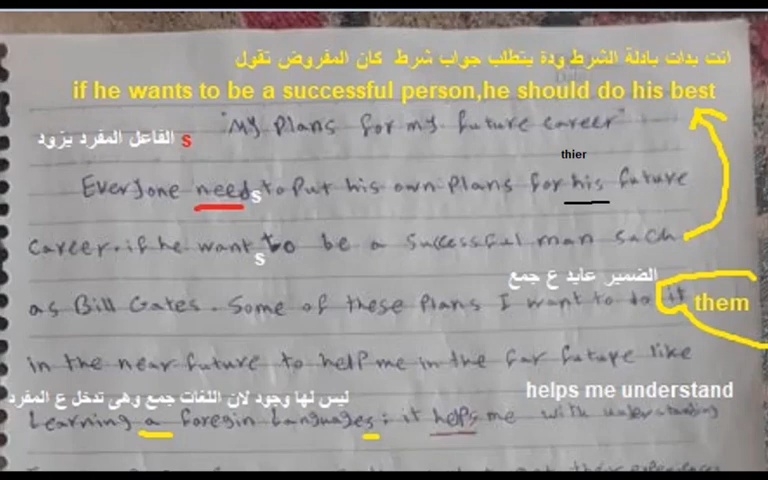 انت بدات بادلة الشرط ودة يتطلب جواب شرط كان المفروض تقول
if he wants to be a successful person,he should do his best
"My plans for my future career"
الفاعل المفرد يزود s
thier
Everyone needs to put his own plans for his future
s
career. if he want to be a successful man such
s
الضمير عايد ع جمع
as Bill Gates. Some of these plans I want to do it
them
in the near future to help me in the far future like
ليس لها وجود لان اللغات جمع وهى تدخل ع المفرد
helps me understand
Learning a foregin languages; it helps me with understanding